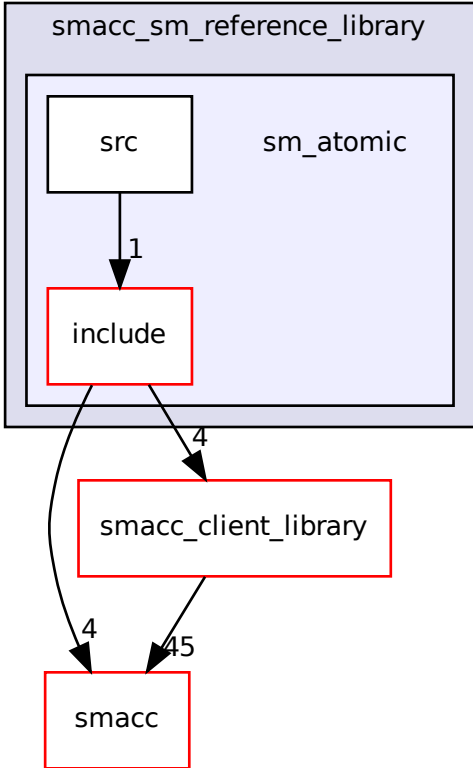 smacc_sm_reference_library
src
sm_atomic
1
include
4
smacc_client_library
4
45
smacc